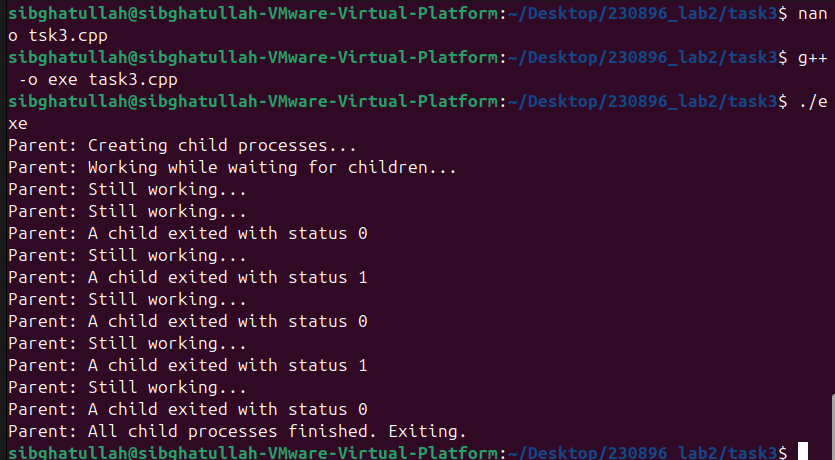 sibghatullah@sibghatullah-VMware-Virtual-Platform:~/Desktop/230896_lab2/task3$ nan
o tsk3.cpp
sibghatullah@sibghatullah-VMware-Virtual-Platform:~/Desktop/230896_lab2/task3$ g++
 -o exe task3.cpp
sibghatullah@sibghatullah-VMware-Virtual-Platform:~/Desktop/230896_lab2/task3$ ./e
xe
Parent: Creating child processes...
Parent: Working while waiting for children...
Parent: Still working...
Parent: Still working...
Parent: A child exited with status 0
Parent: Still working...
Parent: A child exited with status 1
Parent: Still working...
Parent: A child exited with status 0
Parent: Still working...
Parent: A child exited with status 1
Parent: Still working...
Parent: A child exited with status 0
Parent: All child processes finished. Exiting.
sibghatullah@sibghatullah-VMware-Virtual-Platform:~/Desktop/230896_lab2/task3$